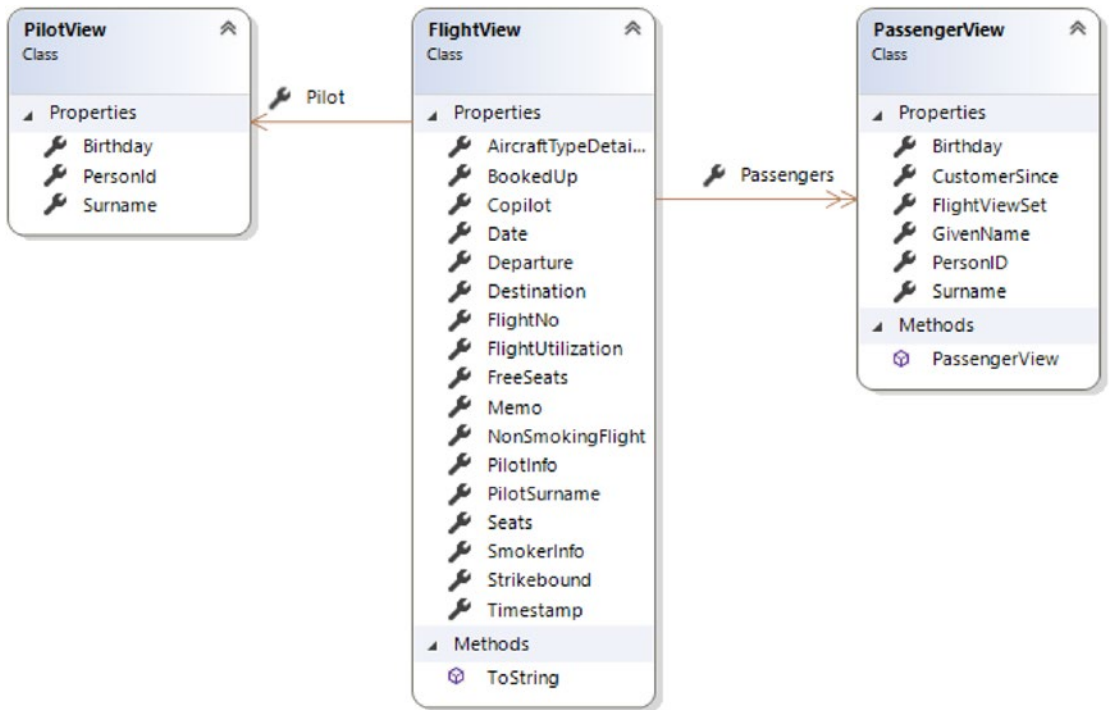 PilotView
Class
Properties
Birthday
PersonId
Surname
Pilot
FlightView
Class
Properties
AircraftTypeDetai...
BookedUp
Copilot
Date
Departure
Destination
FlightNo
FlightUtilization
FreeSeats
Memo
NonSmokingFlight
PilotInfo
PilotSurname
Seats
SmokerInfo
Strikebound
Timestamp
Methods
ToString
Passengers
PassengerView
Class
Properties
Birthday
CustomerSince
FlightViewSet
GivenName
PersonID
Surname
Methods
PassengerView